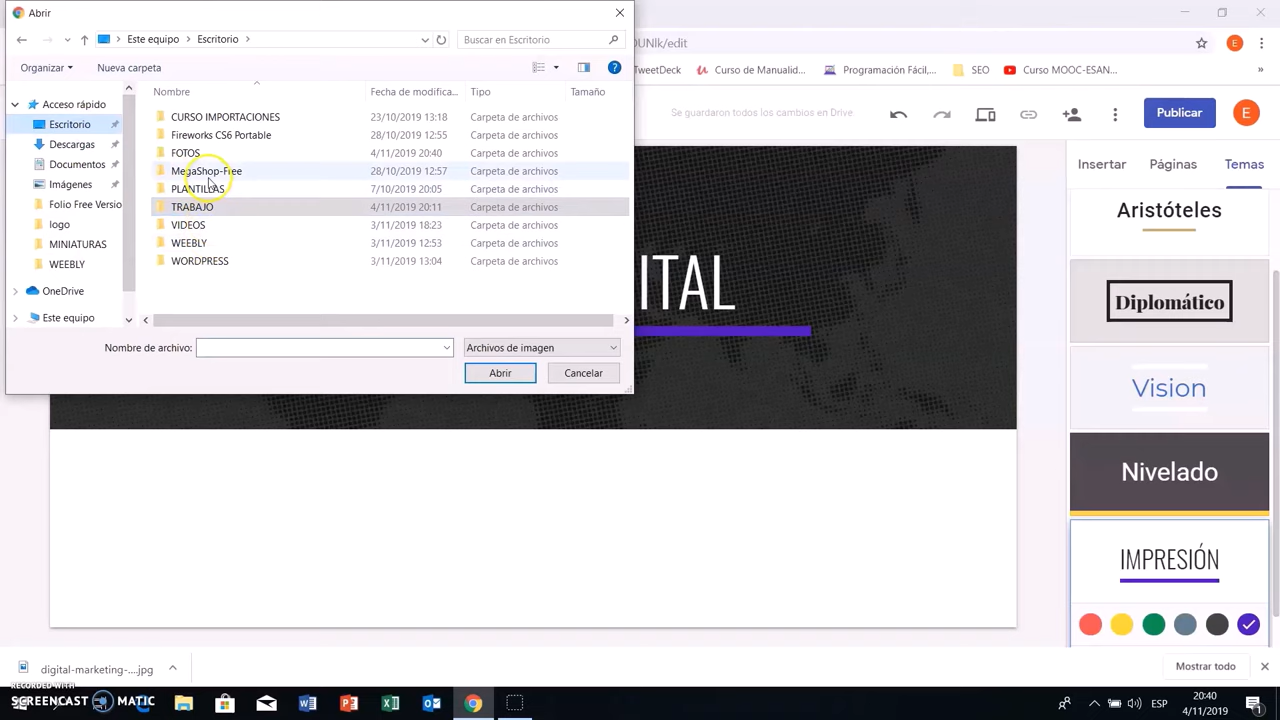 Abrir
Este equipo > Escritorio >
Buscar en Escritorio
Organizar
Nueva carpeta
Nombre
Fecha de modifica...
Tipo
Tamaño
Acceso rápido
Escritorio
Descargas
Documentos
Imágenes
Folio Free Versio
logo
MINIATURAS
WEEBLY
OneDrive
Este equipo
CURSO IMPORTACIONES 23/10/2019 13:18 Carpeta de archivos
Fireworks CS6 Portable 28/10/2019 12:55 Carpeta de archivos
FOTOS 4/11/2019 20:40 Carpeta de archivos
MegaShop-Free 28/10/2019 12:57 Carpeta de archivos
PLANTILLAS 7/10/2019 20:05 Carpeta de archivos
TRABAJO 4/11/2019 20:11 Carpeta de archivos
VIDEOS 3/11/2019 18:23 Carpeta de archivos
WEEBLY 3/11/2019 12:53 Carpeta de archivos
WORDPRESS 3/11/2019 13:04 Carpeta de archivos
Nombre de archivo:
Archivos de imagen
Abrir
Cancelar
DUNlk/edit
E
TweetDeck
Curso de Manualid...
Programación Fácil,...
SEO
Curso MOOC-ESAN...
Se guardaron todos los cambios en Drive.
Publicar
E
Insertar
Páginas
Temas
Aristóteles
Diplomático
Vision
Nivelado
IMPRESIÓN
ITAL
digital-marketing-....jpg
Mostrar todo
RECORDED WITH
SCREENCAST MATIC
ESP
20:40
4/11/2019
1